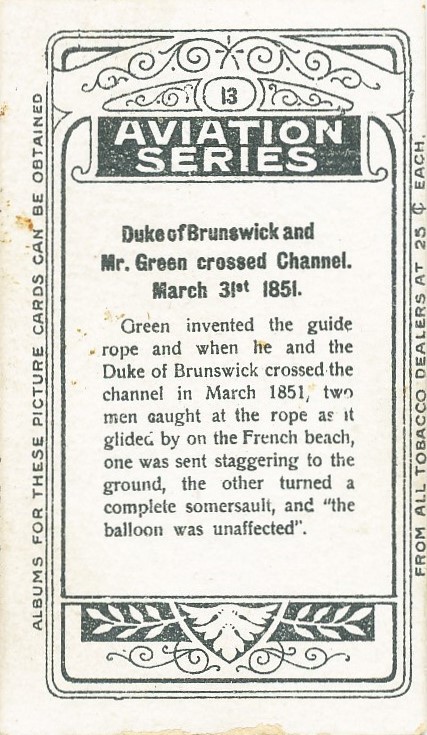 13
AVIATION
SERIES
Duke of Brunswick and
Mr. Green crossed Channel.
March 31st 1851.
Green invented the guide
rope and when he and the
Duke of Brunswick crossed the
channel in March 1851, two
men caught at the rope as it
glided by on the French beach,
one was sent staggering to the
ground, the other turned a
complete somersault, and "the
balloon was unaffected".
ALBUMS FOR THESE PICTURE CARDS CAN BE OBTAINED
FROM ALL TOBACCO DEALERS AT 25 ₵ EACH.